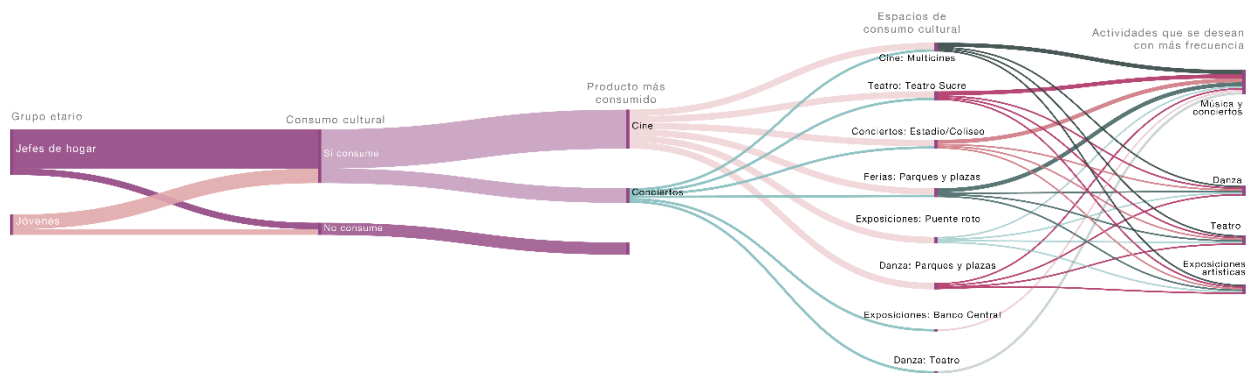 Grupo etario
Jefes de hogar
Jóvenes
Consumo cultural
Si consume
No consume
Producto más
consumido
Cine
Conciertos
Espacios de
consumo cultural
Cine: Multicines
Teatro: Teatro Sucre
Conciertos: Estadio/Coliseo
Ferias: Parques y plazas
Exposiciones: Puente roto
Danza: Parques y plazas
Exposiciones: Banco Central
Danza: Teatro
Actividades que se desean
con más frecuencia
Música y
conciertos
Danza
Teatro
Exposiciones
artísticas